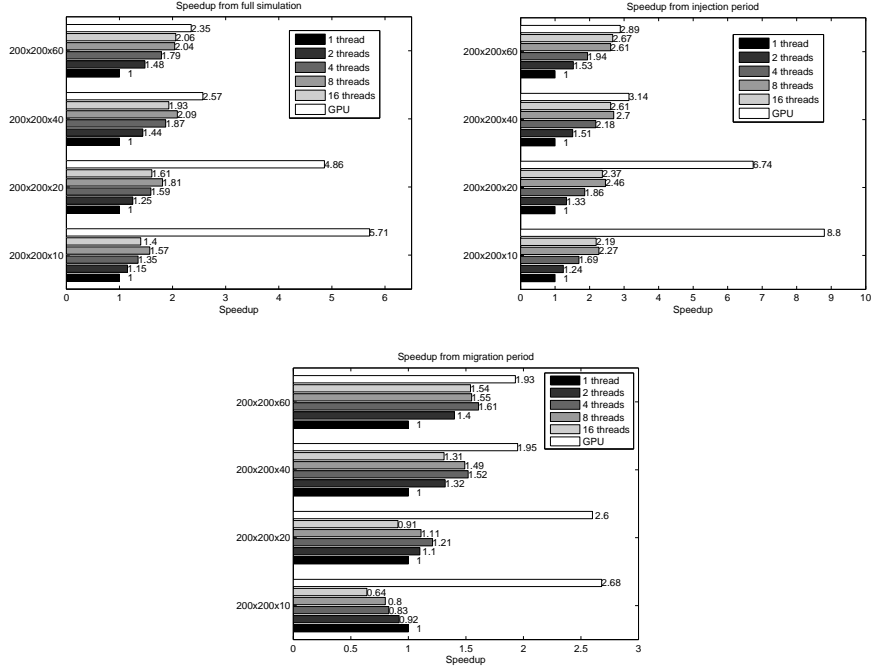 Speedup from full simulation
1 thread
2 threads
4 threads
8 threads
16 threads
GPU
200x200x60
2.35
2.06
2.04
1.79
1.48
1
200x200x40
2.57
1.93
2.09
1.87
1.44
1
200x200x20
4.86
1.61
1.81
1.59
1.25
1
200x200x10
5.71
1.4
1.57
1.35
1.15
1
0 1 2 3 4 5 6
Speedup
Speedup from injection period
1 thread
2 threads
4 threads
8 threads
16 threads
GPU
200x200x60
2.89
2.67
2.61
1.94
1.53
1
200x200x40
3.14
2.61
2.7
2.18
1.51
1
200x200x20
6.74
2.37
2.46
1.86
1.33
1
200x200x10
8.8
2.19
2.27
1.69
1.24
1
0 1 2 3 4 5 6 7 8 9 10
Speedup
Speedup from migration period
1 thread
2 threads
4 threads
8 threads
16 threads
GPU
200x200x60
1.93
1.54
1.55
1.61
1.4
1
200x200x40
1.95
1.31
1.49
1.52
1.32
1
200x200x20
2.6
0.91
1.11
1.21
1.1
1
200x200x10
2.68
0.64
0.8
0.83
0.92
1
0 0.5 1 1.5 2 2.5 3
Speedup